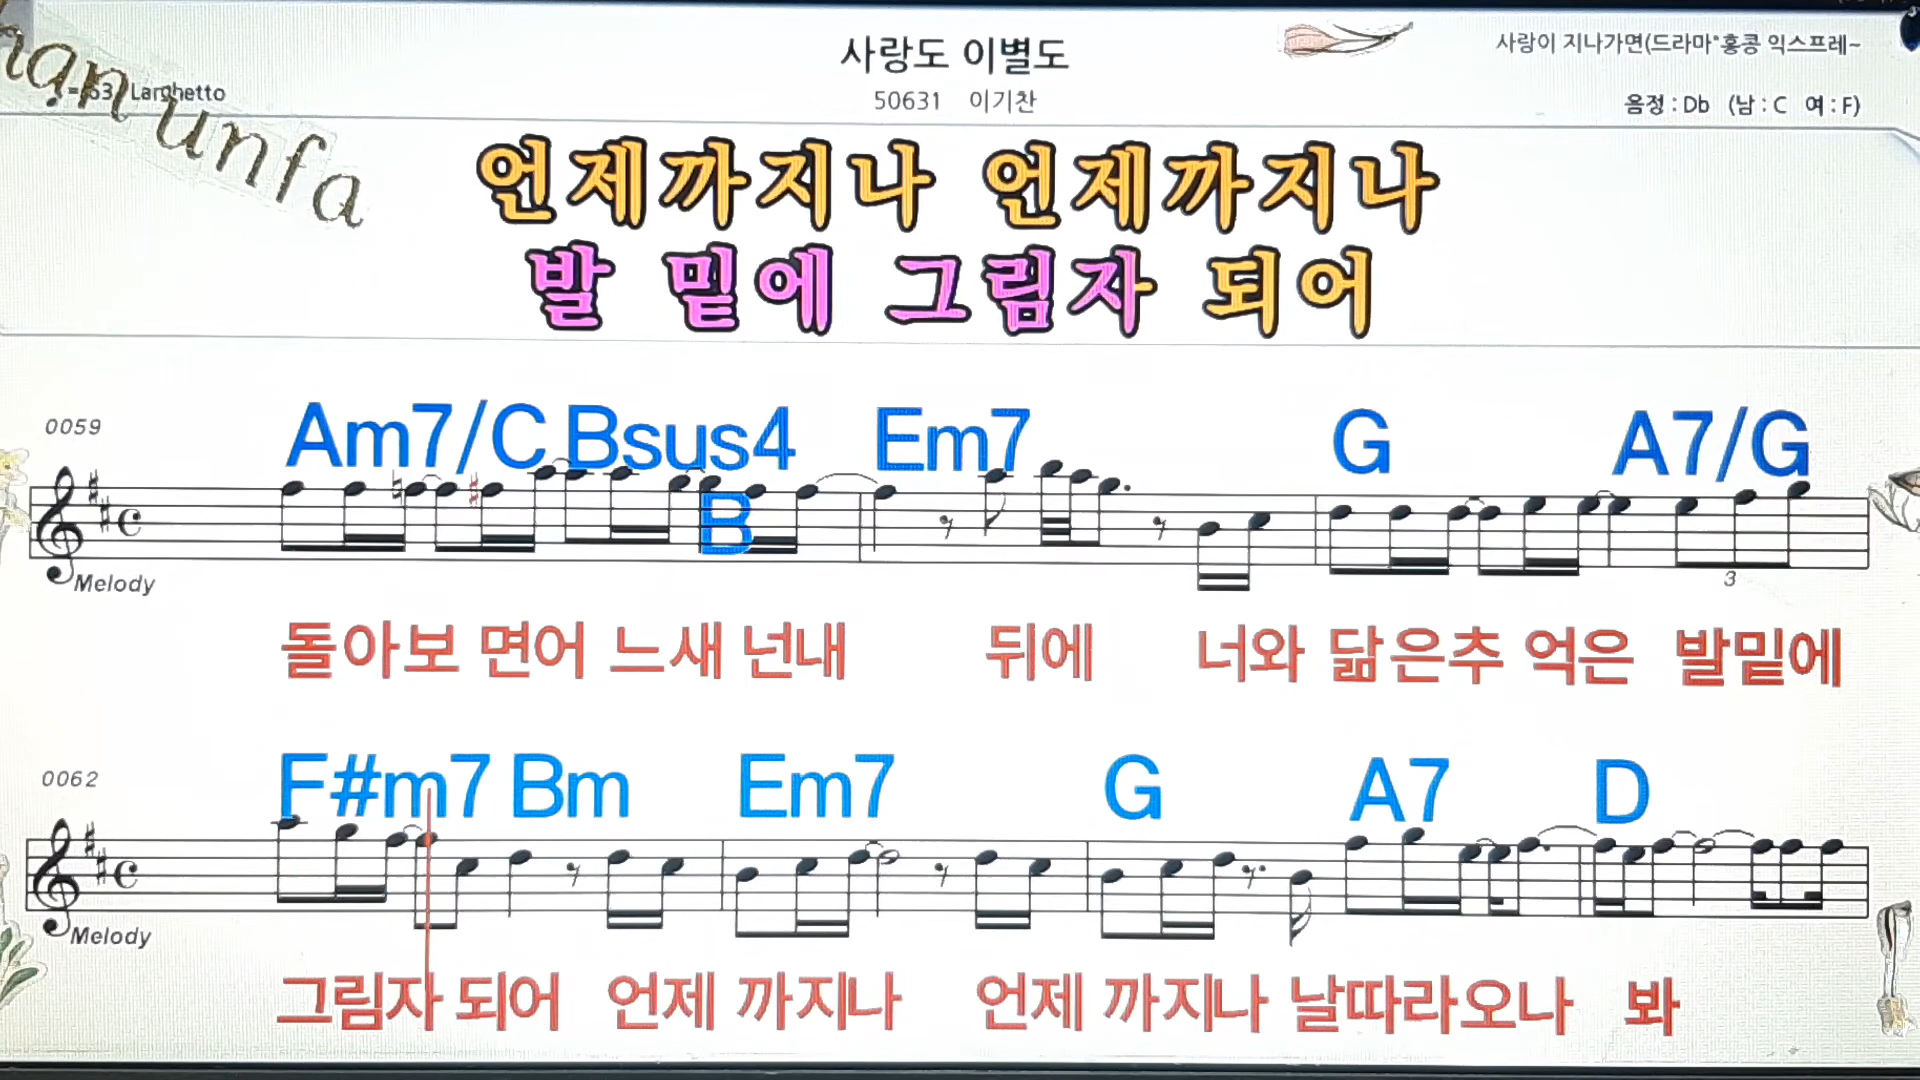 사랑도 이별도
사랑이 지나가면(드라마"홍콩 익스프레~
50631 이기찬
음정 : Db (남 : C 여 : F)
Larghetto
han unfa
언제까지나 언제까지나
발 밑에 그림자 되어
0059
Am7/C Bsus4 Em7 G A7/G
B
3
Melody
돌아보 면어 느새 넌내 뒤에 너와 닮은추 억은 발밑에
0062
F#m7 Bm Em7 G A7 D
Melody
그림자 되어 언제 까지나 언제 까지나 날따라오나 봐